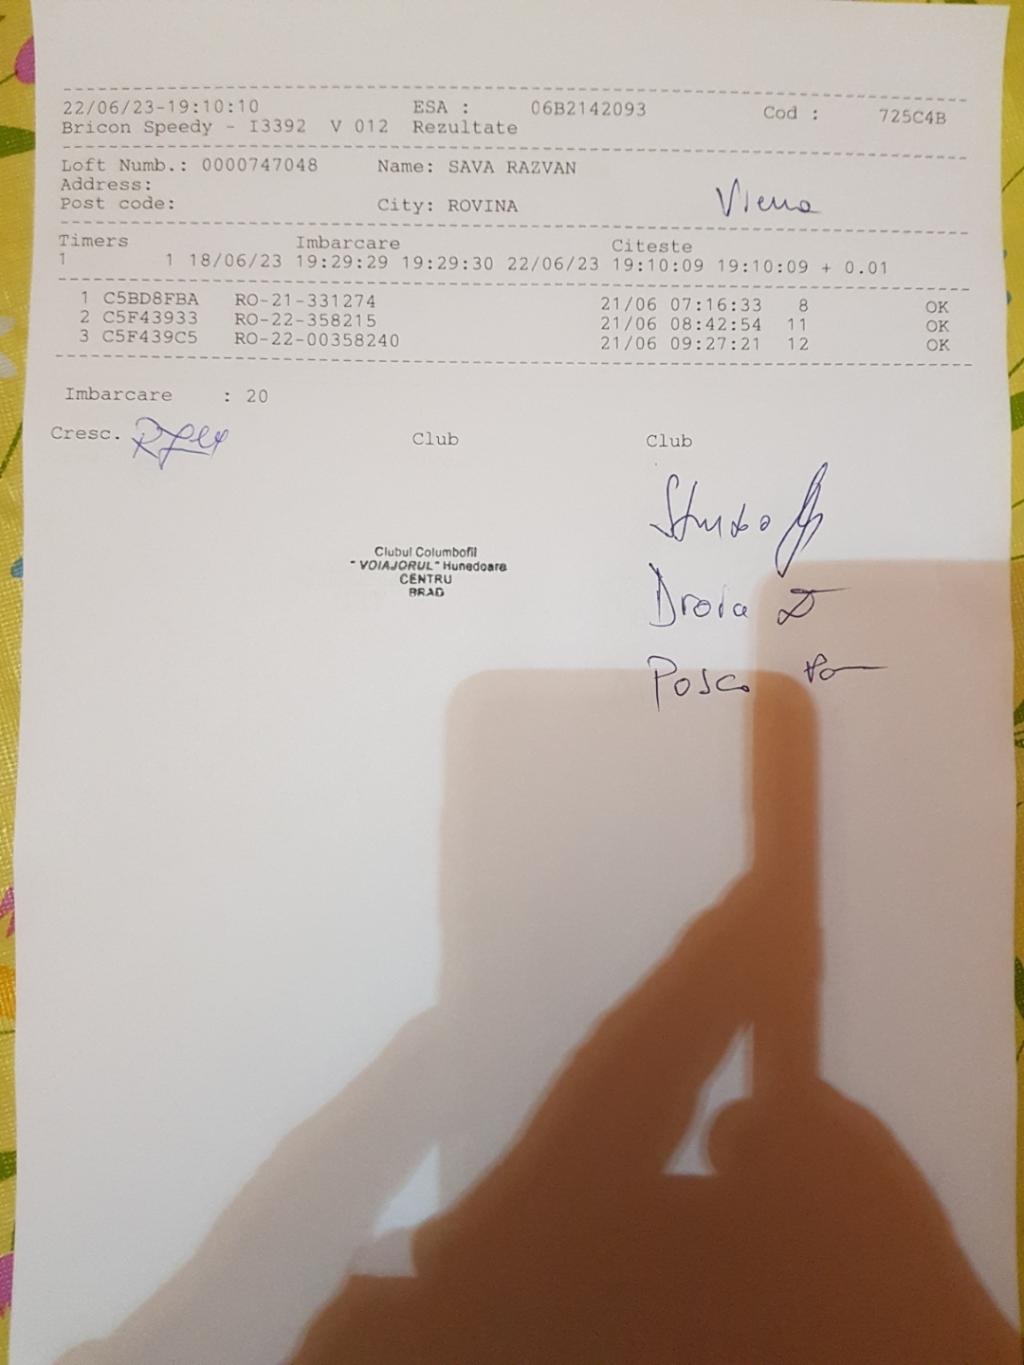 22/06/23-19:10:10 ESA : 06B2142093 Cod : 725C4B
Bricon Speedy - I3392 V 012 Rezultate
Loft Numb.: 0000747048 Name: SAVA RAZVAN
Address:
Post code: City: ROVINA Viena
Timers Imbarcare Citeste
1 1 18/06/23 19:29:29 19:29:30 22/06/23 19:10:09 19:10:09 + 0.01
1 C5BD8FBA RO-21-331274 21/06 07:16:33 8 OK
2 C5F43933 RO-22-358215 21/06 08:42:54 11 OK
3 C5F439C5 RO-22-00358240 21/06 09:27:21 12 OK
Imbarcare : 20
Cresc. Club Club
Clubul Columbofil
"VOIAJORUL" Hunedoara
CENTRU
BRAD